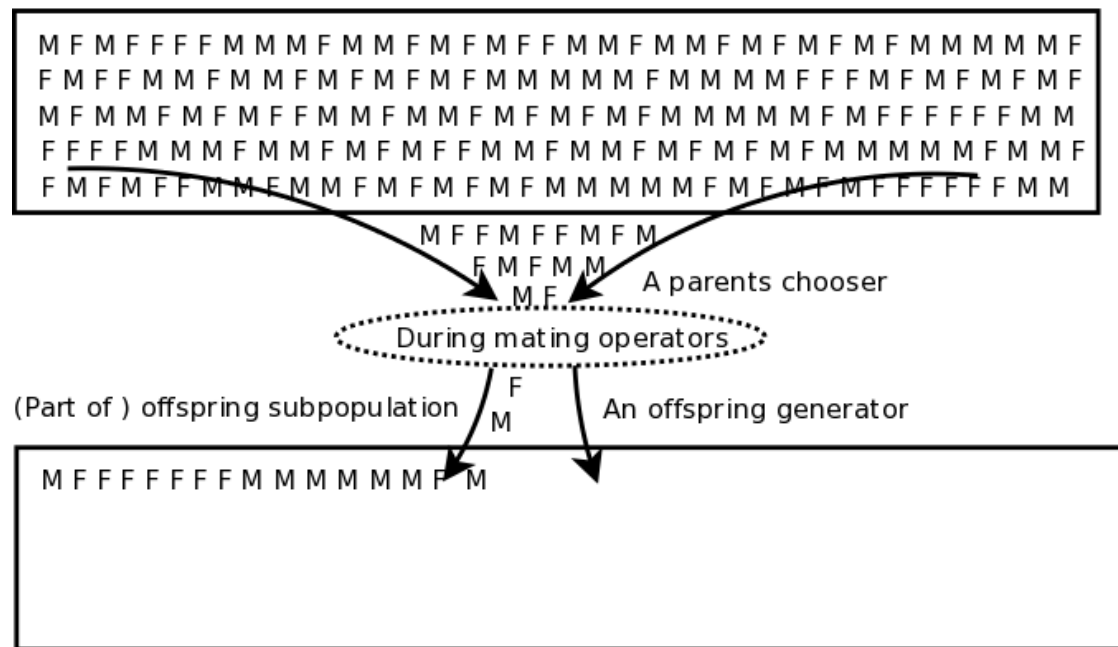 M F M F F F F M M M F M M F M F M F F M M F M M F M F M F M F M M M M M F
F M F F M M F M M F M F M F M F M M M M M F M M M M F F F M F M F M F M F
M F M M F M F M F F M M F M M F M F M F M F M M M M M F M F F F F F F M M
F F F F M M M F M M F M F M F F M M F M M F M F M F M F M M M M M F M M F
F M F M F F M M F M M F M F M F M F M M M M M F M F M F M F F F F F F M M
M F F M F F M F M
F M F M M
A parents chooser
M F
During mating operators
F
(Part of ) offspring subpopulation
An offspring generator
M
M F F F F F F F M M M M M M F M